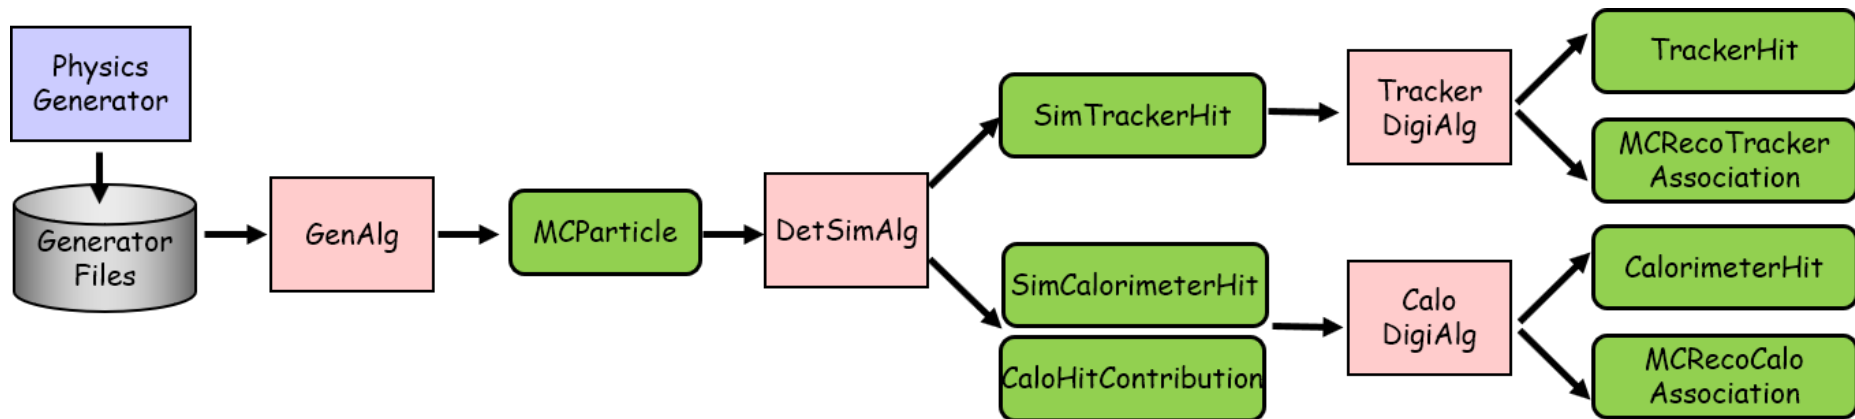 Physics
Generator
Generator
Files
GenAlg
MCParticle
DetSimAlg
SimTrackerHit
SimCalorimeterHit
CaloHitContribution
Tracker
DigiAlg
Calo
DigiAlg
TrackerHit
MCRecoTracker
Association
CalorimeterHit
MCRecoCalo
Association